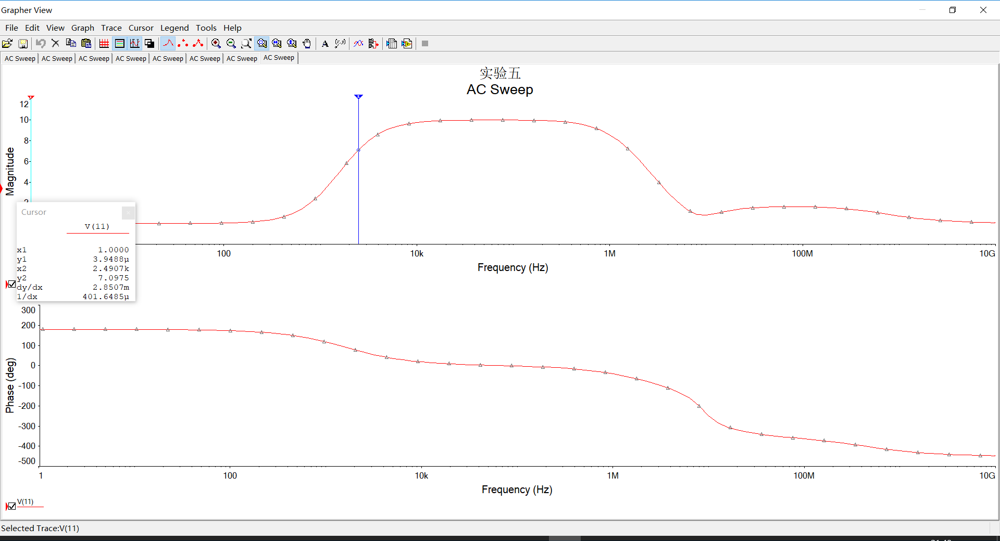 Grapher View
File Edit View Graph Trace Cursor Legend Tools Help
AC Sweep AC Sweep AC Sweep AC Sweep AC Sweep AC Sweep AC Sweep AC Sweep
实验五
AC Sweep
12
10
8
6
4
Magnitude
100 10k 1M 100M 10G
Frequency (Hz)
Cursor
V(11)
x1 1.0000
y1 3.9488µ
x2 2.4907k
y2 7.0975
dy/dx 2.8507m
1/dx 401.6485µ
300
200
100
0
-100
-200
-300
-400
-500
Phase (deg)
1 100 10k 1M 100M 10G
Frequency (Hz)
V(11)
Selected Trace:V(11)